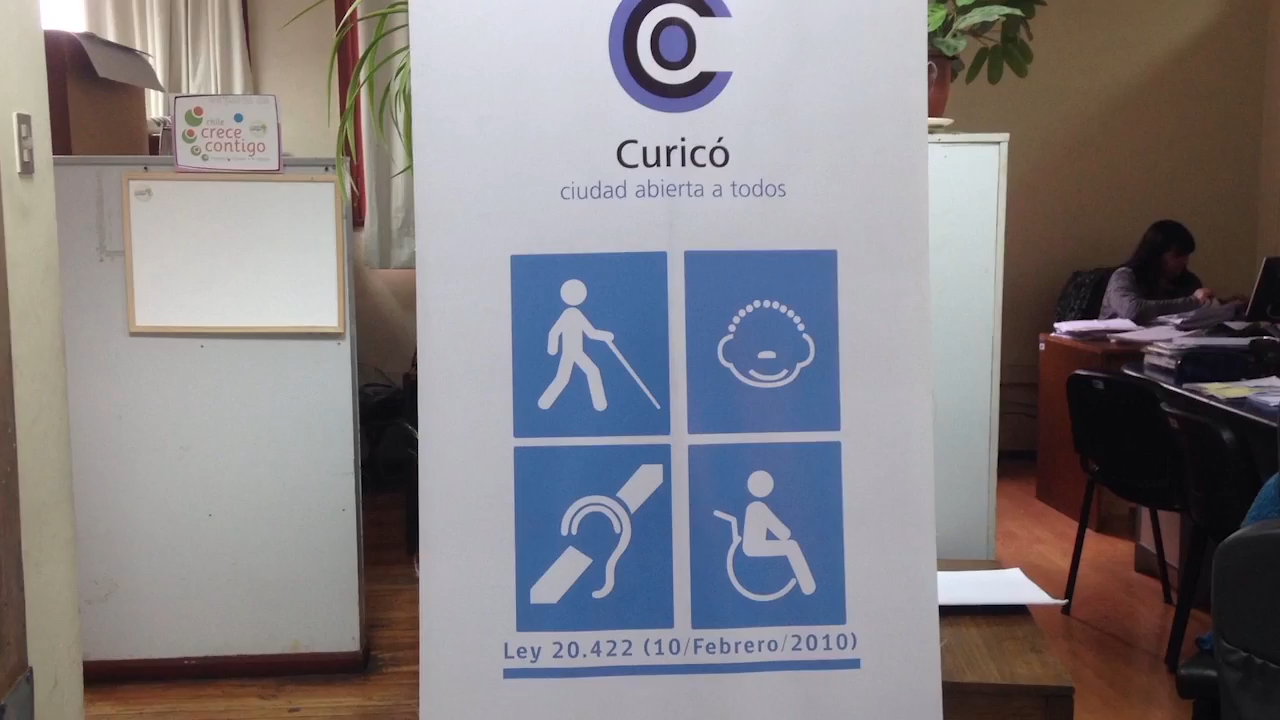 chile
crece
contigo
Curicó
ciudad abierta a todos
Ley 20.422 (10/Febrero/2010)